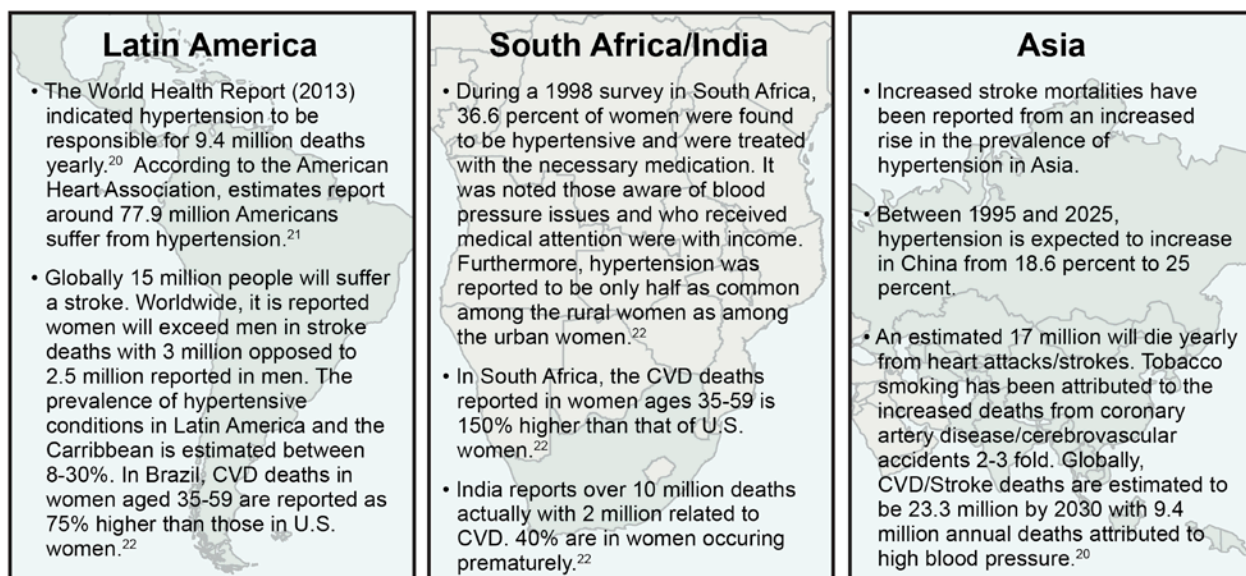 Latin America
• The World Health Report (2013)
indicated hypertension to be
responsible for 9.4 million deaths
yearly.20 According to the American
Heart Association, estimates report
around 77.9 million Americans
suffer from hypertension.21
• Globally 15 million people will suffer
a stroke. Worldwide, it is reported
women will exceed men in stroke
deaths with 3 million opposed to
2.5 million reported in men. The
prevalence of hypertensive
conditions in Latin America and the
Carribbean is estimated between
8-30%. In Brazil, CVD deaths in
women aged 35-59 are reported as
75% higher than those in U.S.
women.22
South Africa/India
• During a 1998 survey in South Africa,
36.6 percent of women were found
to be hypertensive and were treated
with the necessary medication. It
was noted those aware of blood
pressure issues and who received
medical attention were with income.
Furthermore, hypertension was
reported to be only half as common
among the rural women as among
the urban women.22
• In South Africa, the CVD deaths
reported in women ages 35-59 is
150% higher than that of U.S.
women.22
• India reports over 10 million deaths
actually with 2 million related to
CVD. 40% are in women occuring
prematurely.22
Asia
• Increased stroke mortalities have
been reported from an increased
rise in the prevalence of
hypertension in Asia.
• Between 1995 and 2025,
hypertension is expected to increase
in China from 18.6 percent to 25
percent.
• An estimated 17 million will die yearly
from heart attacks/strokes. Tobacco
smoking has been attributed to the
increased deaths from coronary
artery disease/cerebrovascular
accidents 2-3 fold. Globally,
CVD/Stroke deaths are estimated to
be 23.3 million by 2030 with 9.4
million annual deaths attributed to
high blood pressure.20